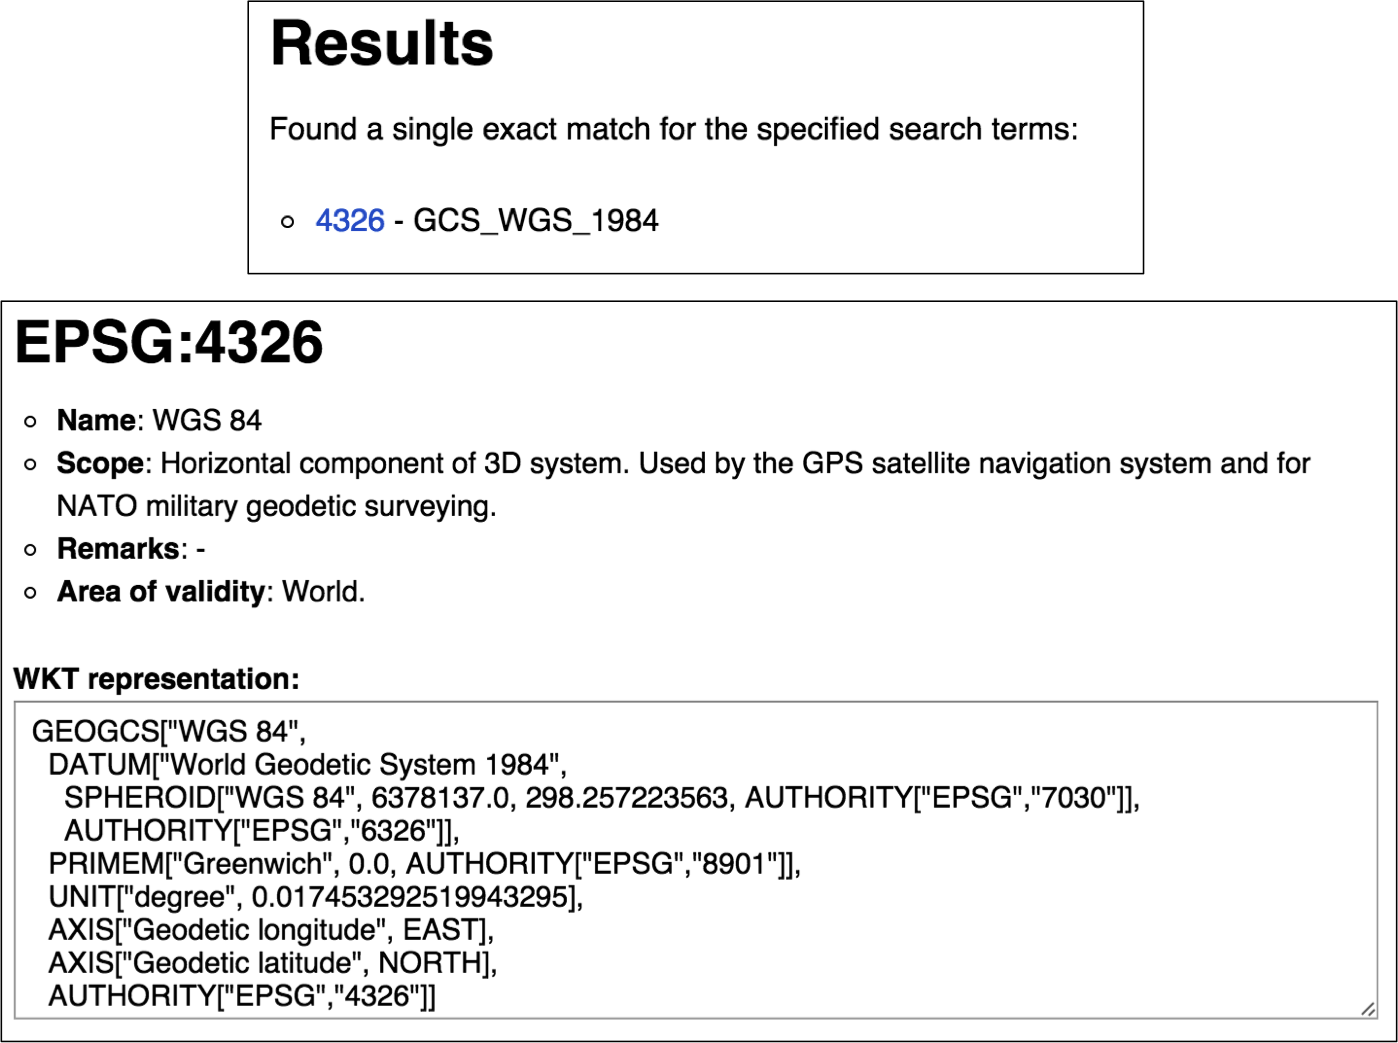 Results
Found a single exact match for the specified search terms:
4326 - GCS_WGS_1984
EPSG:4326
Name: WGS 84
Scope: Horizontal component of 3D system. Used by the GPS satellite navigation system and for
NATO military geodetic surveying.
Remarks: -
Area of validity: World.
WKT representation:
GEOGCS["WGS 84",
DATUM["World Geodetic System 1984",
SPHEROID["WGS 84", 6378137.0, 298.257223563, AUTHORITY["EPSG","7030"]],
AUTHORITY["EPSG","6326"]],
PRIMEM["Greenwich", 0.0, AUTHORITY["EPSG","8901"]],
UNIT["degree", 0.017453292519943295],
AXIS["Geodetic longitude", EAST],
AXIS["Geodetic latitude", NORTH],
AUTHORITY["EPSG","4326"]]